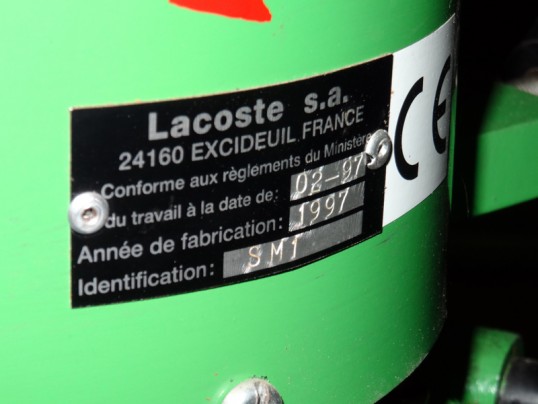 Lacoste s.a.
24160 EXCIDEUIL FRANCE
Conforme aux règlements du Ministère
du travail à la date de: 02-97
Année de fabrication: 1997
Identification: SM1
CE